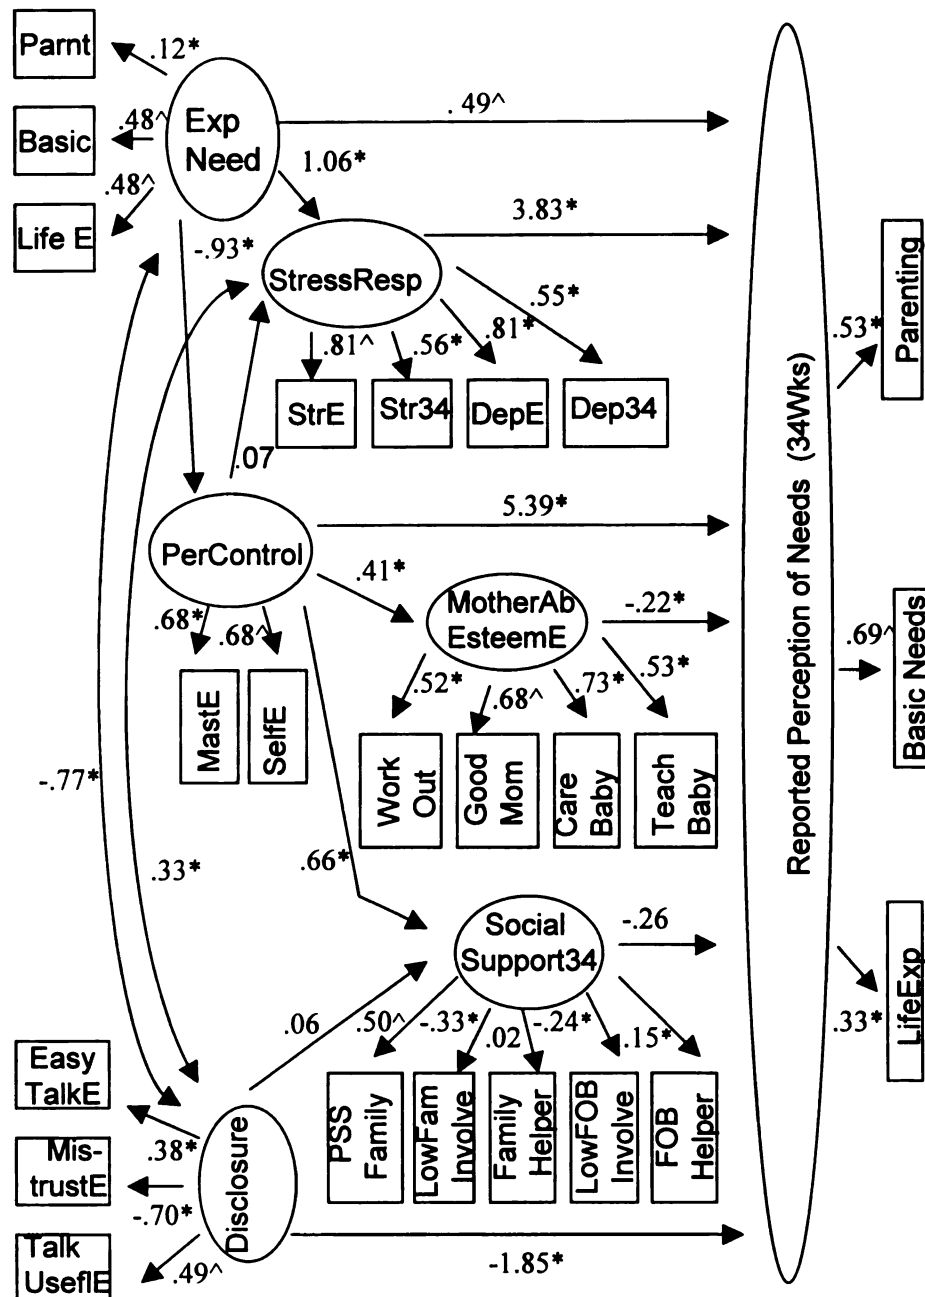 Parnt
.12*
Basic
.48^
Life E
.48^
Exp
Need
. 49^
1.06*
-.93*
3.83*
StressResp
.55*
.81*
.56*
.81^
StrE
Str34
DepE
Dep34
.07
PerControl
5.39*
.41*
.68*
.68^
MastE
SelfE
MotherAb
EsteemE
-.22*
.52*
.68^
.73*
.53*
Work
Out
Good
Mom
Care
Baby
Teach
Baby
-.77*
.33*
.66*
Social
Support34
-.26
.06
.50^
-.33*
.02
-.24*
.15*
PSS
Family
LowFam
Involve
Family
Helper
LowFOB
Involve
FOB
Helper
Easy
TalkE
.38*
Mis-
trustE
-.70*
Talk
UseflE
.49^
Disclosure
-1.85*
Reported Perception of Needs (34Wks)
.53*
Parenting
.69^
Basic Needs
.33*
LifeExp